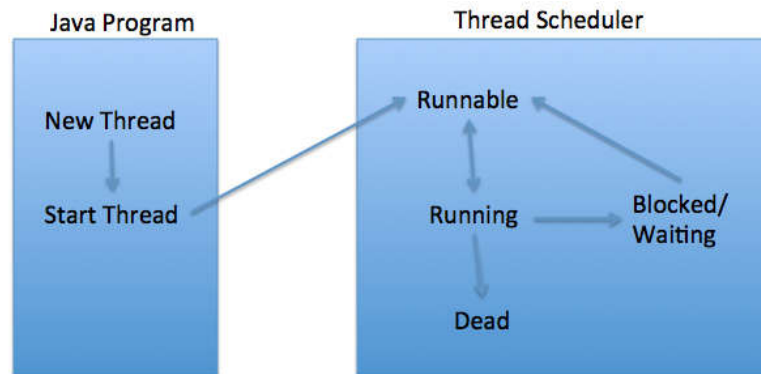 Java Program
New Thread
Start Thread
Thread Scheduler
Runnable
Running
Blocked/
Waiting
Dead